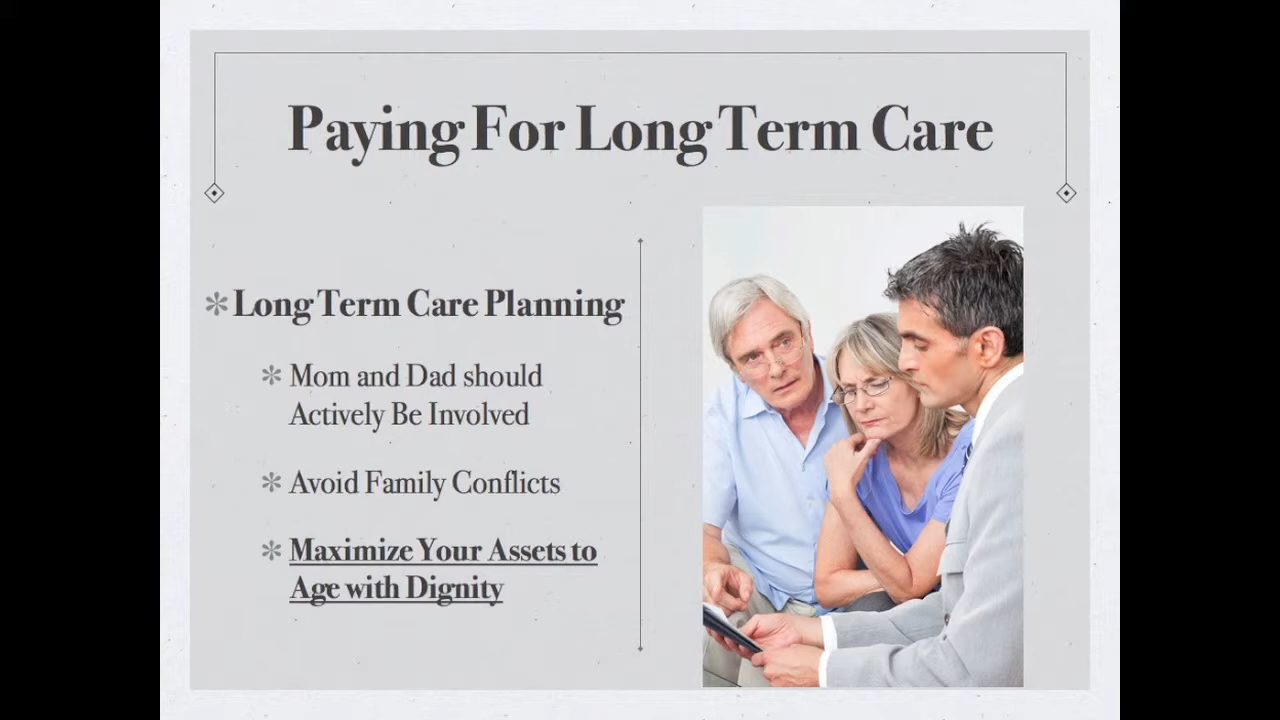 Paying For Long Term Care
Long Term Care Planning
Mom and Dad should
Actively Be Involved
Avoid Family Conflicts
Maximize Your Assets to
Age with Dignity